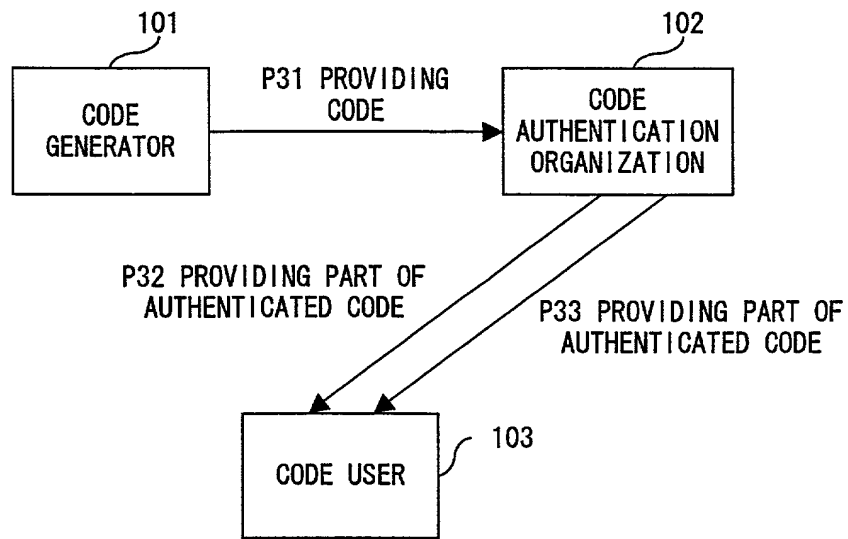 101
102
P31 PROVIDING
CODE
CODE
GENERATOR
CODE
AUTHENTICATION
ORGANIZATION
P32 PROVIDING PART OF
AUTHENTICATED CODE
P33 PROVIDING PART OF
AUTHENTICATED CODE
103
CODE USER